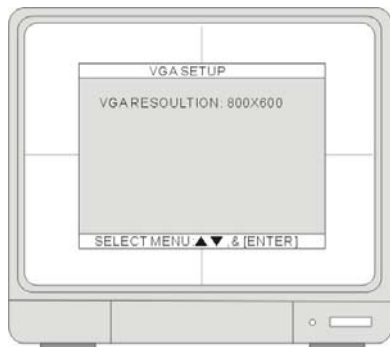 VGA SETUP
VGA RESOULTION: 800X600
SELECT MENU:▲▼,& [ENTER]